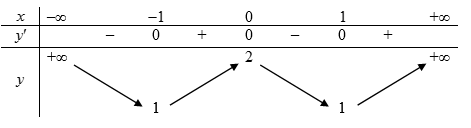 x −∞ −1 0 1 +∞
y′ − 0 + 0 − 0 +
+∞ 2 +∞
y
1 1